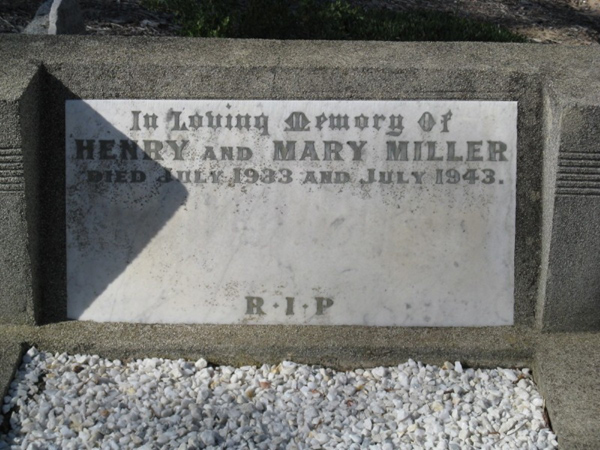 In Loving Memory Of
HENRY AND MARY MILLER
DIED JULY 1933 AND JULY 1943.
R·I·P